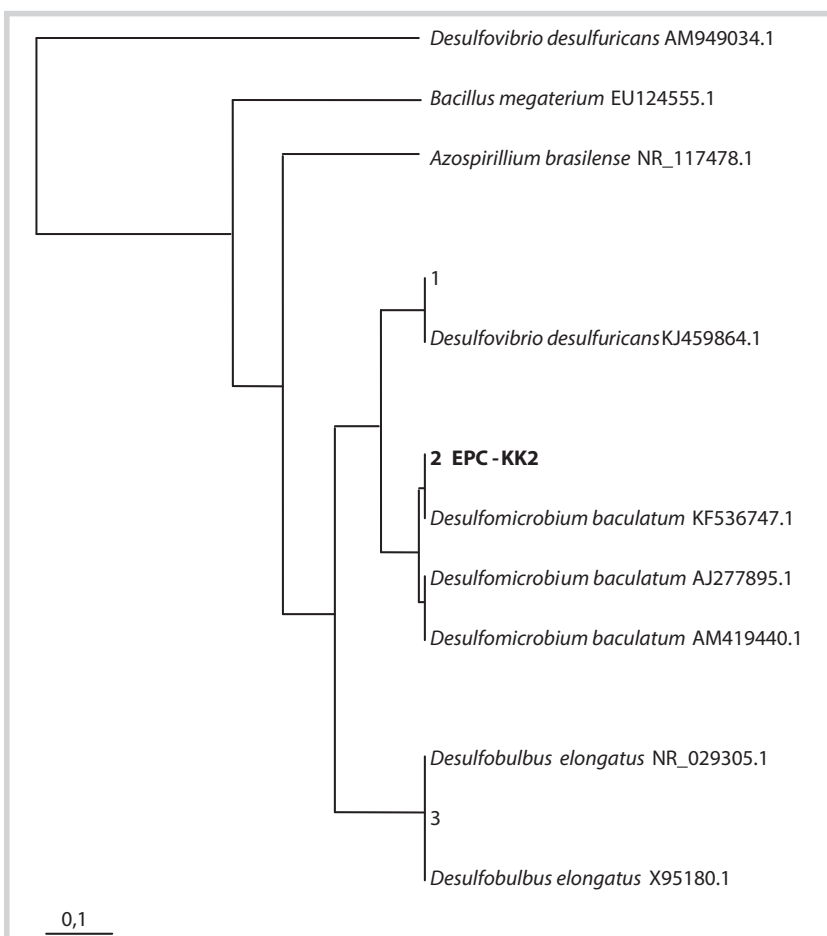 Desulfovibrio desulfuricans AM949034.1
Bacillus megaterium EU124555.1
Azospirillium brasilense NR_117478.1
1
Desulfovibrio desulfuricansKJ459864.1
2 EPC-KK2
Desulfomicrobium baculatum KF536747.1
Desulfomicrobium baculatum AJ277895.1
Desulfomicrobium baculatum AM419440.1
Desulfobulbus elongatus NR_029305.1
3
Desulfobulbus elongatus X95180.1
0,1